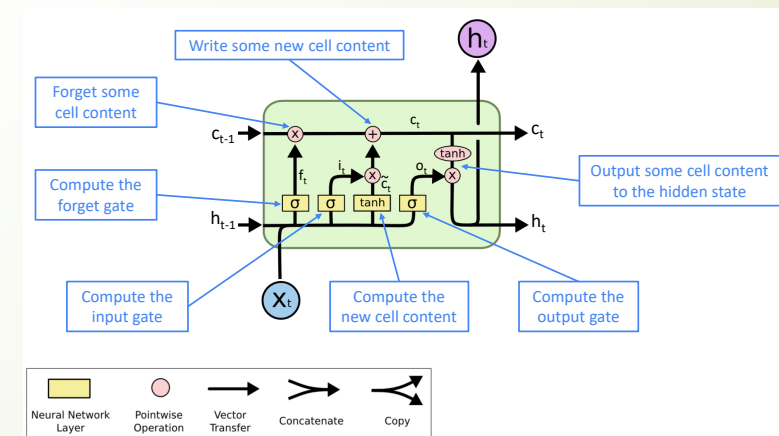 Write some new cell content
hₜ
Forget some
cell content
cₜ
cₜ₋₁
x
+
cₜ
tanh
Output some cell content
to the hidden state
Compute the
forget gate
fₜ
iₜ
x
c̃ₜ
oₜ
x
σ
σ
tanh
σ
hₜ₋₁
hₜ
Xₜ
Compute the
input gate
Compute the
new cell content
Compute the
output gate
Neural Network
Layer
Pointwise
Operation
Vector
Transfer
Concatenate
Copy